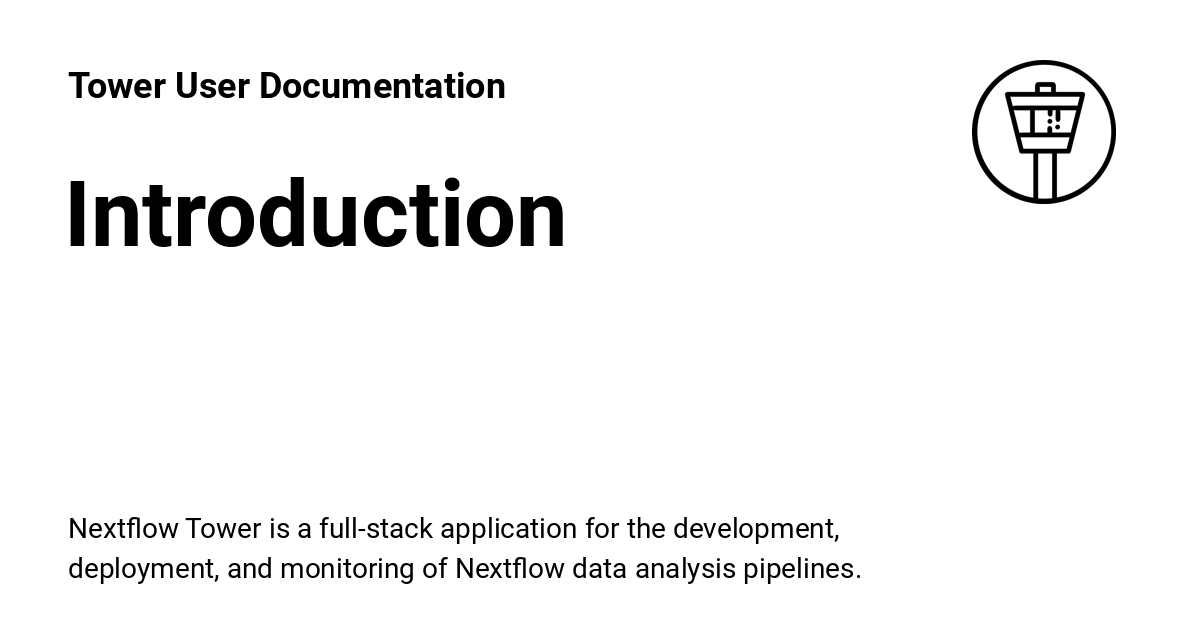 Tower User Documentation
Introduction
Nextflow Tower is a full-stack application for the development,
deployment, and monitoring of Nextflow data analysis pipelines.